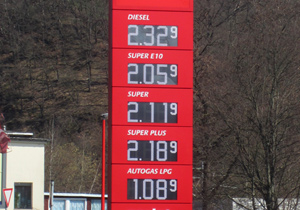 DIESEL
2.329
SUPER E10
2.059
SUPER
2.119
SUPER PLUS
2.189
AUTOGAS LPG
1.089